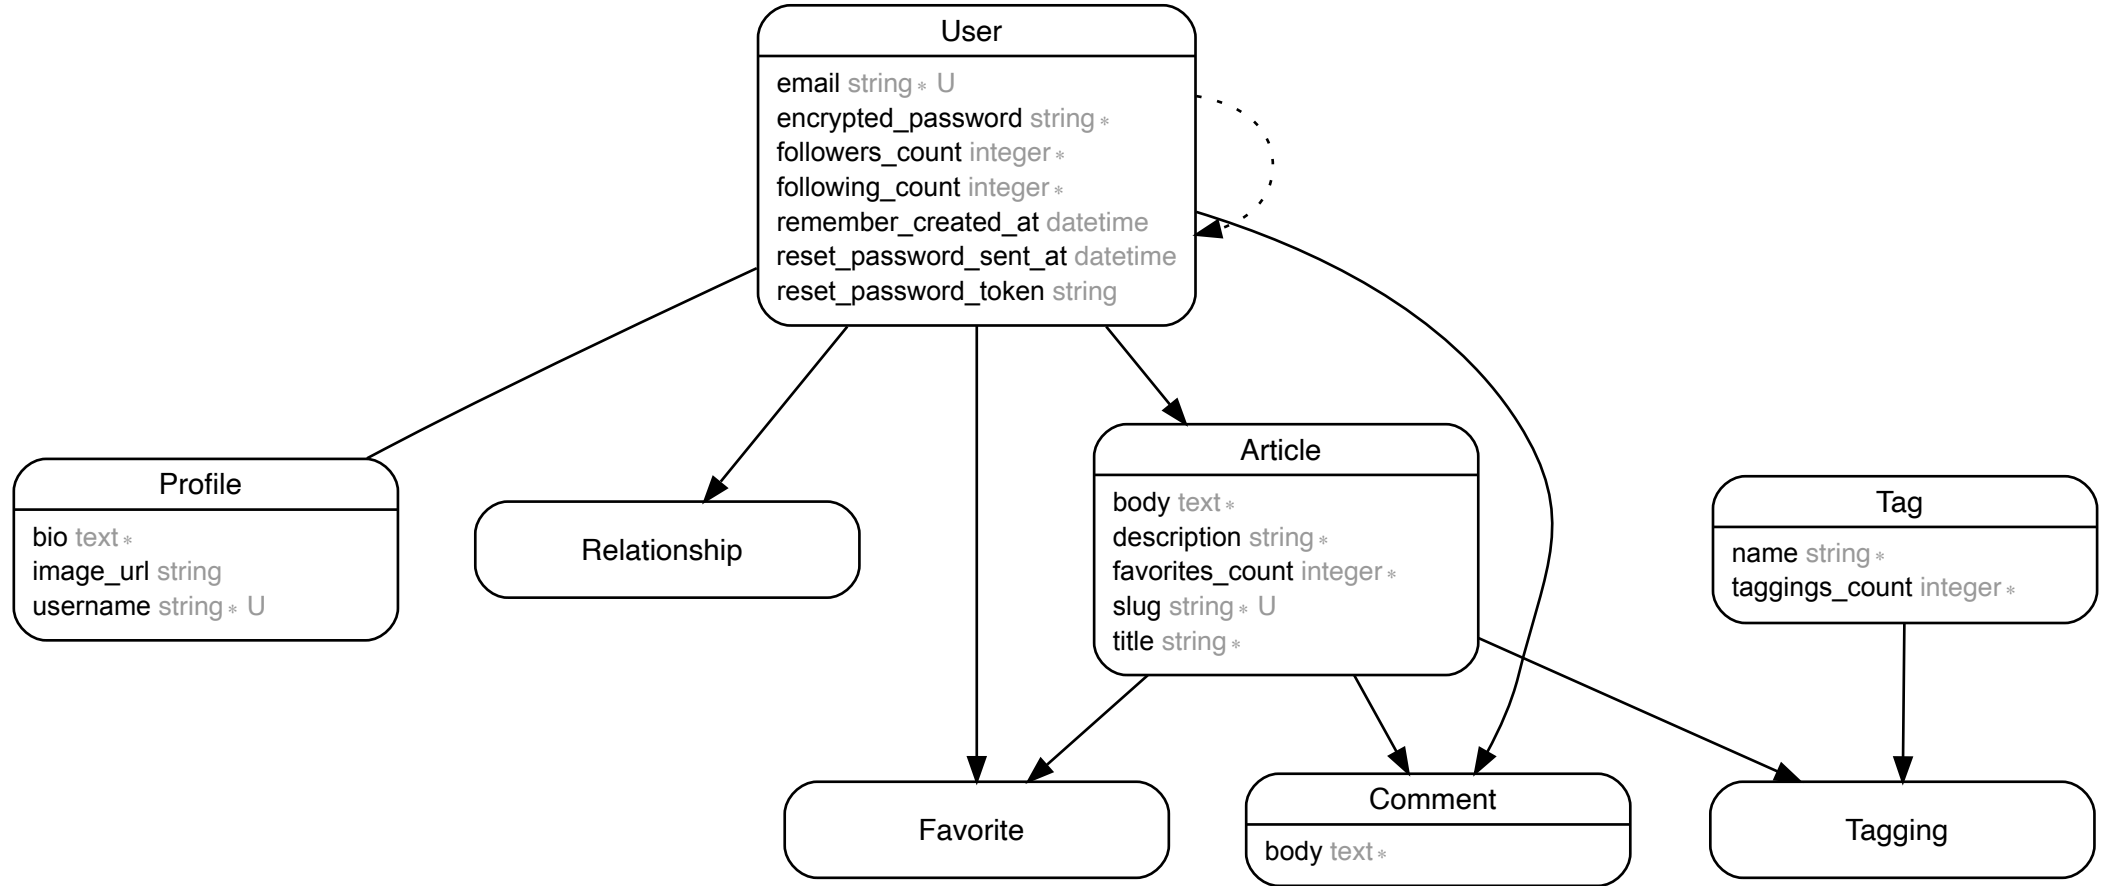 User
email string∗ U
encrypted_password string∗
followers_count integer∗
following_count integer∗
remember_created_at datetime
reset_password_sent_at datetime
reset_password_token string
Profile
bio text∗
image_url string
username string∗ U
Relationship
Article
body text∗
description string∗
favorites_count integer∗
slug string∗ U
title string∗
Tag
name string∗
taggings_count integer∗
Favorite
Comment
body text∗
Tagging